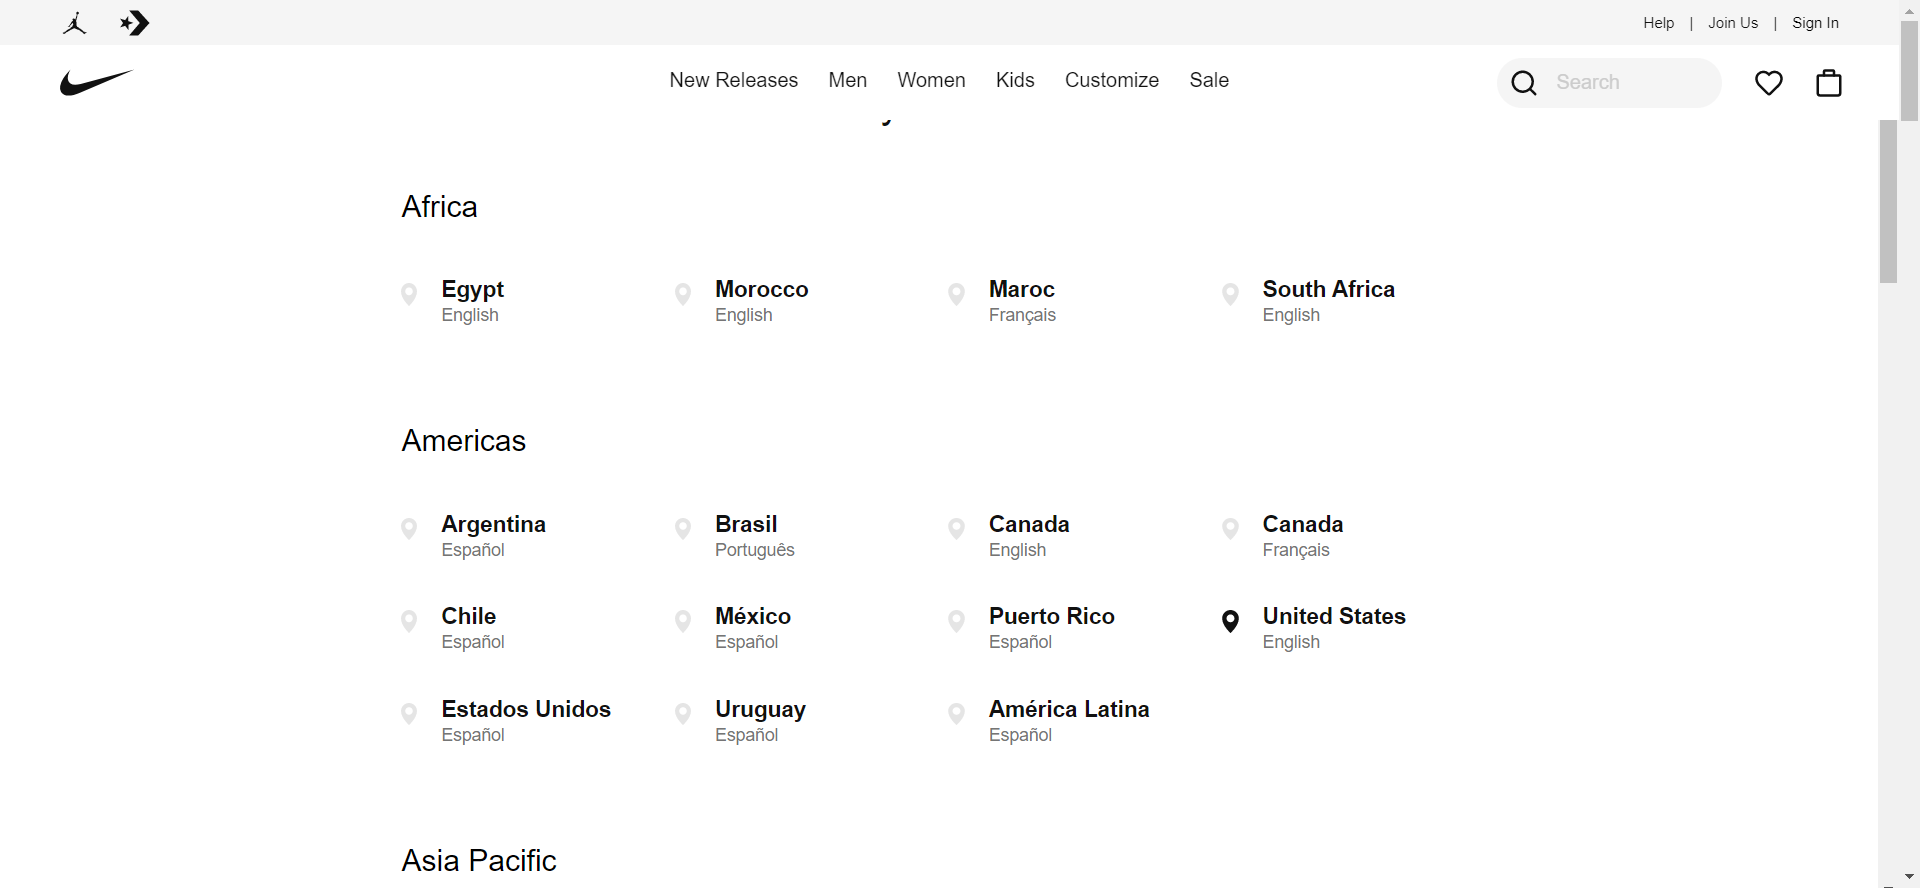 Help | Join Us | Sign In
New Releases Men Women Kids Customize Sale
Search
Africa
Egypt
English
Morocco
English
Maroc
Français
South Africa
English
Americas
Argentina
Español
Brasil
Português
Canada
English
Canada
Français
Chile
Español
México
Español
Puerto Rico
Español
United States
English
Estados Unidos
Español
Uruguay
Español
América Latina
Español
Asia Pacific